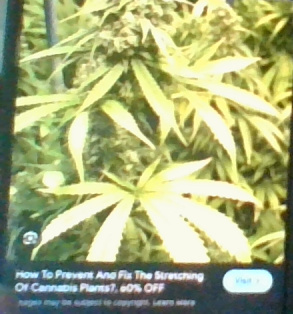 How To Prevent And Fix The Stretching
Of Cannabis Plants?, 60% OFF
Visit
Images may be subject to copyright. Learn More